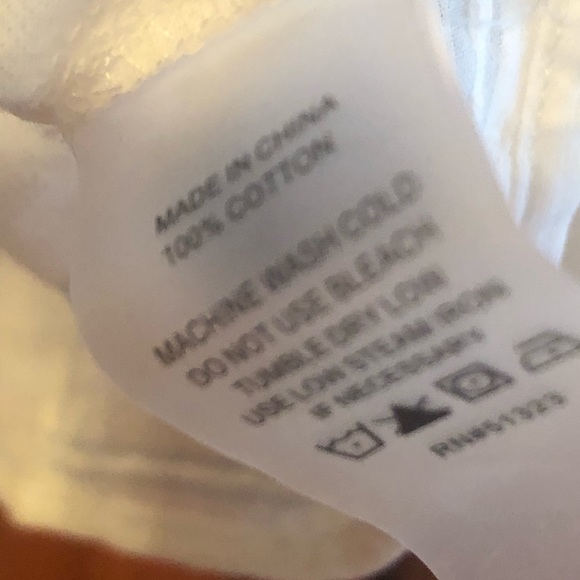 MADE IN CHINA
100% COTTON
MACHINE WASH COLD
DO NOT USE BLEACH
TUMBLE DRY LOW
USE LOW STEAM IRON
IF NECESSARY
RN#51323